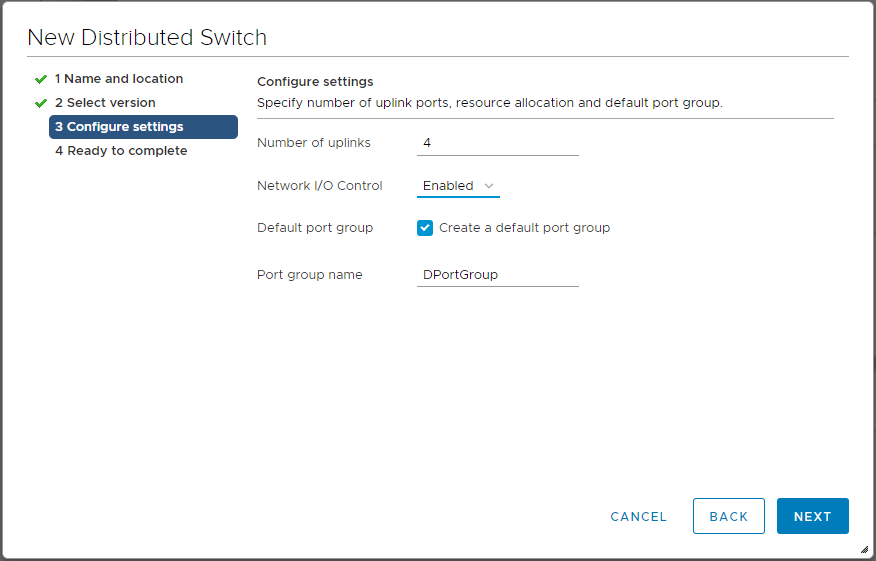 New Distributed Switch
1 Name and location
2 Select version
3 Configure settings
4 Ready to complete
Configure settings
Specify number of uplink ports, resource allocation and default port group.
Number of uplinks 4
Network I/O Control Enabled
Default port group Create a default port group
Port group name DPortGroup
CANCEL BACK NEXT